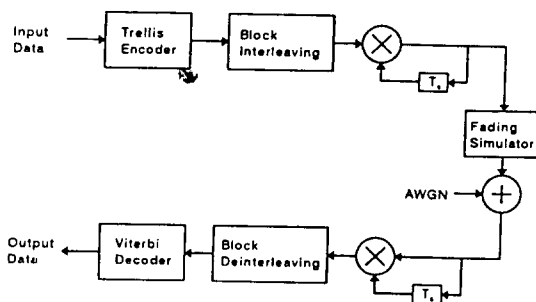 Input
Data
Trellis
Encoder
Block
Interleaving
T s
Fading
Simulator
AWGN
Output
Data
Viterbi
Decoder
Block
Deinterleaving
T s